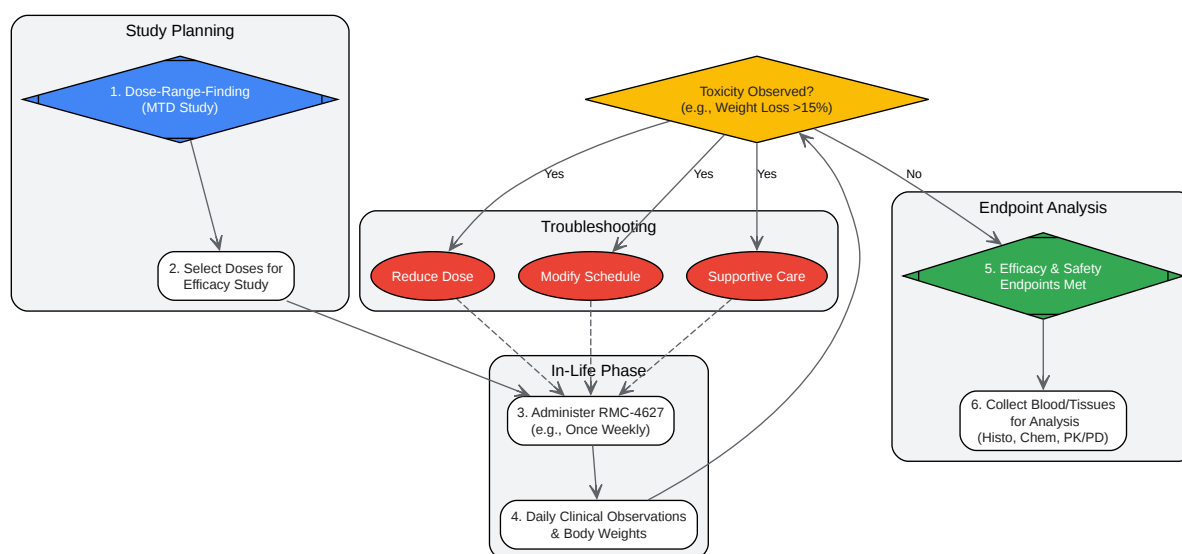 Study Planning
1. Dose-Range-Finding
(MTD Study)
2. Select Doses for
Efficacy Study
Toxicity Observed?
(e.g., Weight Loss >15%)
Yes
Yes
Yes
No
Troubleshooting
Reduce Dose
Modify Schedule
Supportive Care
In-Life Phase
3. Administer RMC-4627
(e.g., Once Weekly)
4. Daily Clinical Observations
& Body Weights
Endpoint Analysis
5. Efficacy & Safety
Endpoints Met
6. Collect Blood/Tissues
for Analysis
(Histo, Chem, PK/PD)